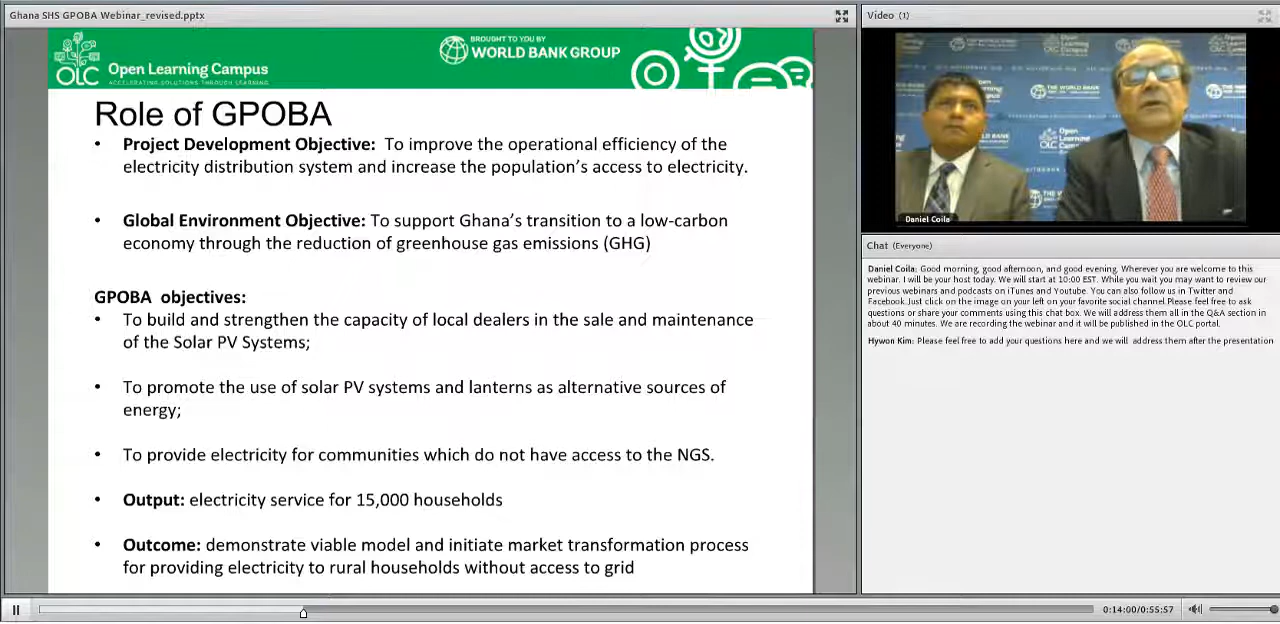 Ghana SHS GPOBA Webinar_revised.pptx
OLC Open Learning Campus
ACCELERATING SOLUTIONS THROUGH LEARNING
BROUGHT TO YOU BY
WORLD BANK GROUP
Role of GPOBA
• Project Development Objective: To improve the operational efficiency of the
electricity distribution system and increase the population's access to electricity.
• Global Environment Objective: To support Ghana's transition to a low-carbon
economy through the reduction of greenhouse gas emissions (GHG)
GPOBA objectives:
• To build and strengthen the capacity of local dealers in the sale and maintenance
of the Solar PV Systems;
• To promote the use of solar PV systems and lanterns as alternative sources of
energy;
• To provide electricity for communities which do not have access to the NGS.
• Output: electricity service for 15,000 households
• Outcome: demonstrate viable model and initiate market transformation process
for providing electricity to rural households without access to grid
Video (1)
THE WORLD BANK
Open
Learning
Campus
Daniel Coila
Chat (Everyone)
Daniel Coila: Good morning, good afternoon, and good evening. Wherever you are welcome to this
webinar. I will be your host today. We will start at 10:00 EST. While you wait you may want to review our
previous webinars and podcasts on iTunes and Youtube. You can also follow us in Twitter and
Facebook.Just click on the image on your left on your favorite social channel.Please feel free to ask
questions or share your comments using this chat box. We will address them all in the Q&A section in
about 40 minutes. We are recording the webinar and it will be published in the OLC portal.
Hywon Kim: Please feel free to add your questions here and we will address them after the presentation
0:14:00/0:55:57